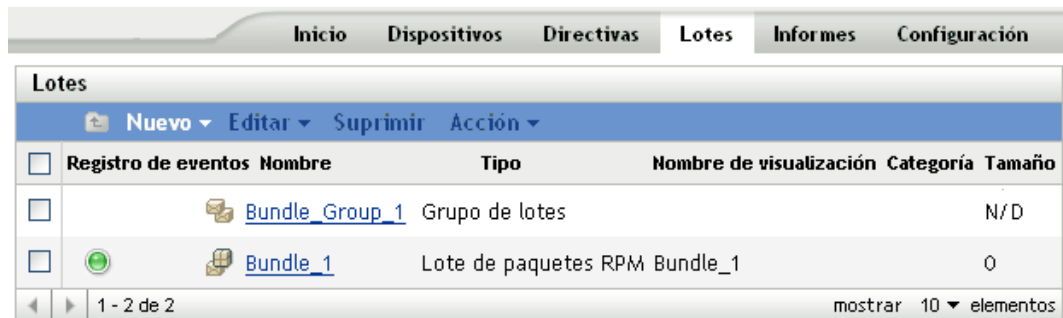 Inicio Dispositivos Directivas Lotes Informes Configuración
Lotes
Nuevo Editar Suprimir Acción
Registro de eventos Nombre Tipo Nombre de visualización Categoría Tamaño
Bundle_Group_1 Grupo de lotes N/D
Bundle_1 Lote de paquetes RPM Bundle_1 0
1 - 2 de 2 mostrar 10 elementos